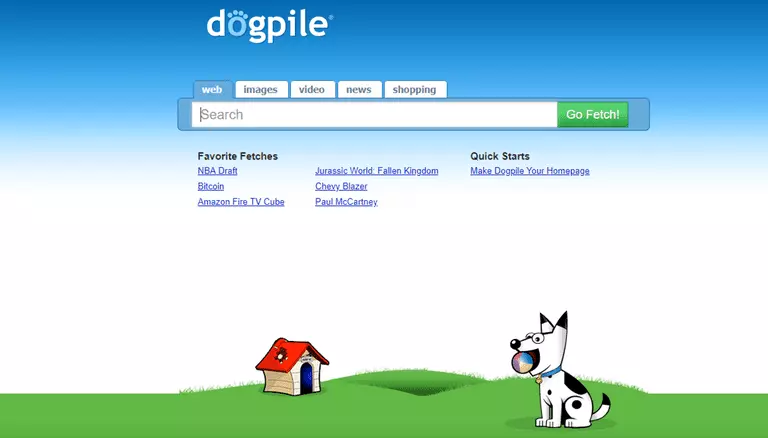 dogpile®
web images video news shopping
Search
Go Fetch!
Favorite Fetches
NBA Draft
Bitcoin
Amazon Fire TV Cube
Jurassic World: Fallen Kingdom
Chevy Blazer
Paul McCartney
Quick Starts
Make Dogpile Your Homepage